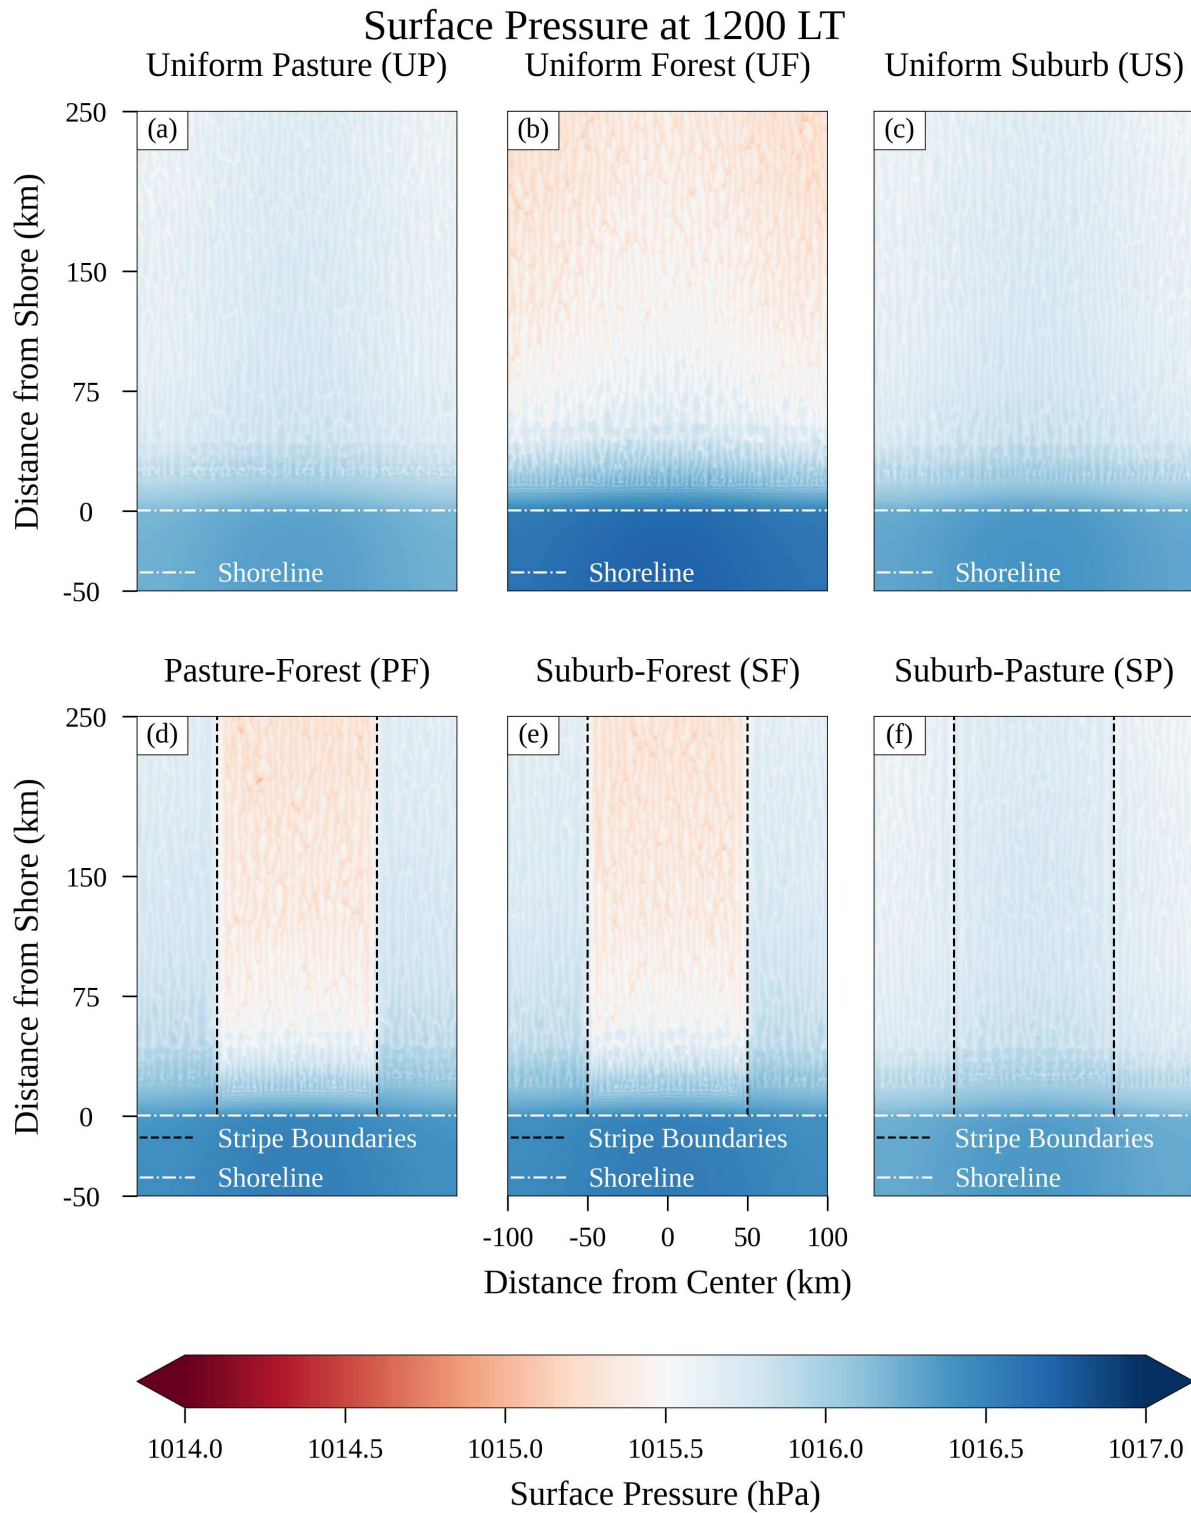 Surface Pressure at 1200 LT
Uniform Pasture (UP)
Uniform Forest (UF)
Uniform Suburb (US)
Distance from Shore (km)
250
150
75
0
-50
(a)
Shoreline
(b)
Shoreline
(c)
Shoreline
Pasture-Forest (PF)
Suburb-Forest (SF)
Suburb-Pasture (SP)
Distance from Shore (km)
250
150
75
0
-50
(d)
Stripe Boundaries
Shoreline
(e)
Stripe Boundaries
Shoreline
(f)
Stripe Boundaries
Shoreline
-100 -50 0 50 100
Distance from Center (km)
1014.0 1014.5 1015.0 1015.5 1016.0 1016.5 1017.0
Surface Pressure (hPa)